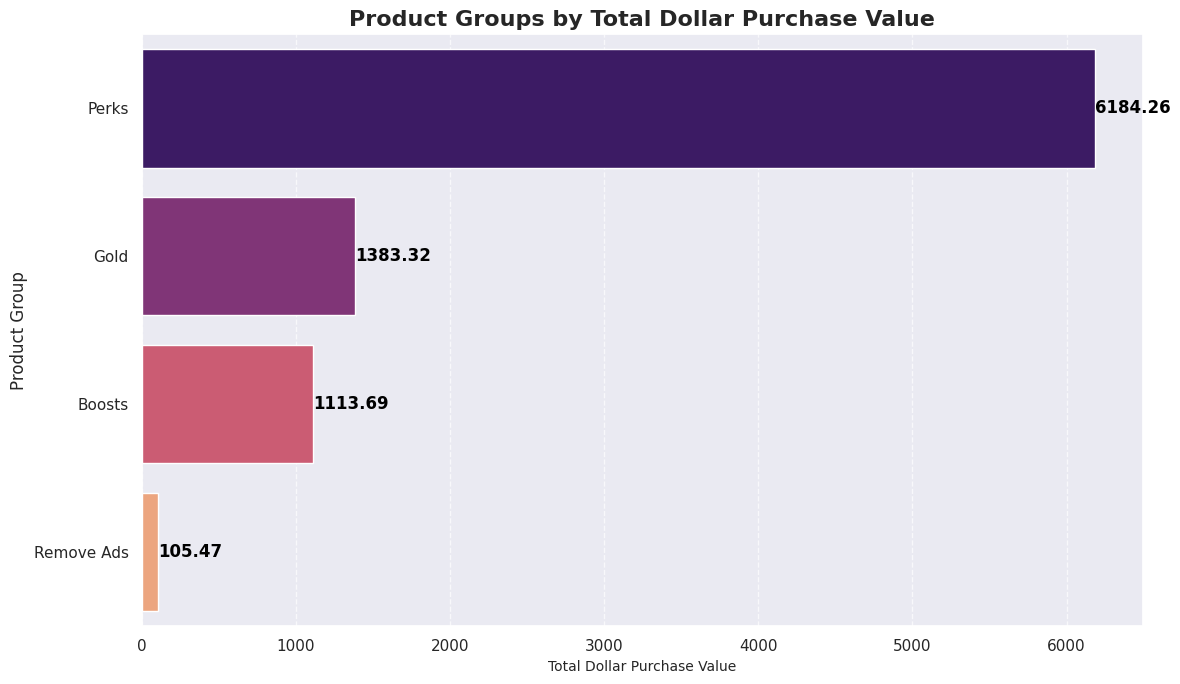 Product Groups by Total Dollar Purchase Value
Product Group
Perks
6184.26
Gold
1383.32
Boosts
1113.69
Remove Ads
105.47
0 1000 2000 3000 4000 5000 6000
Total Dollar Purchase Value